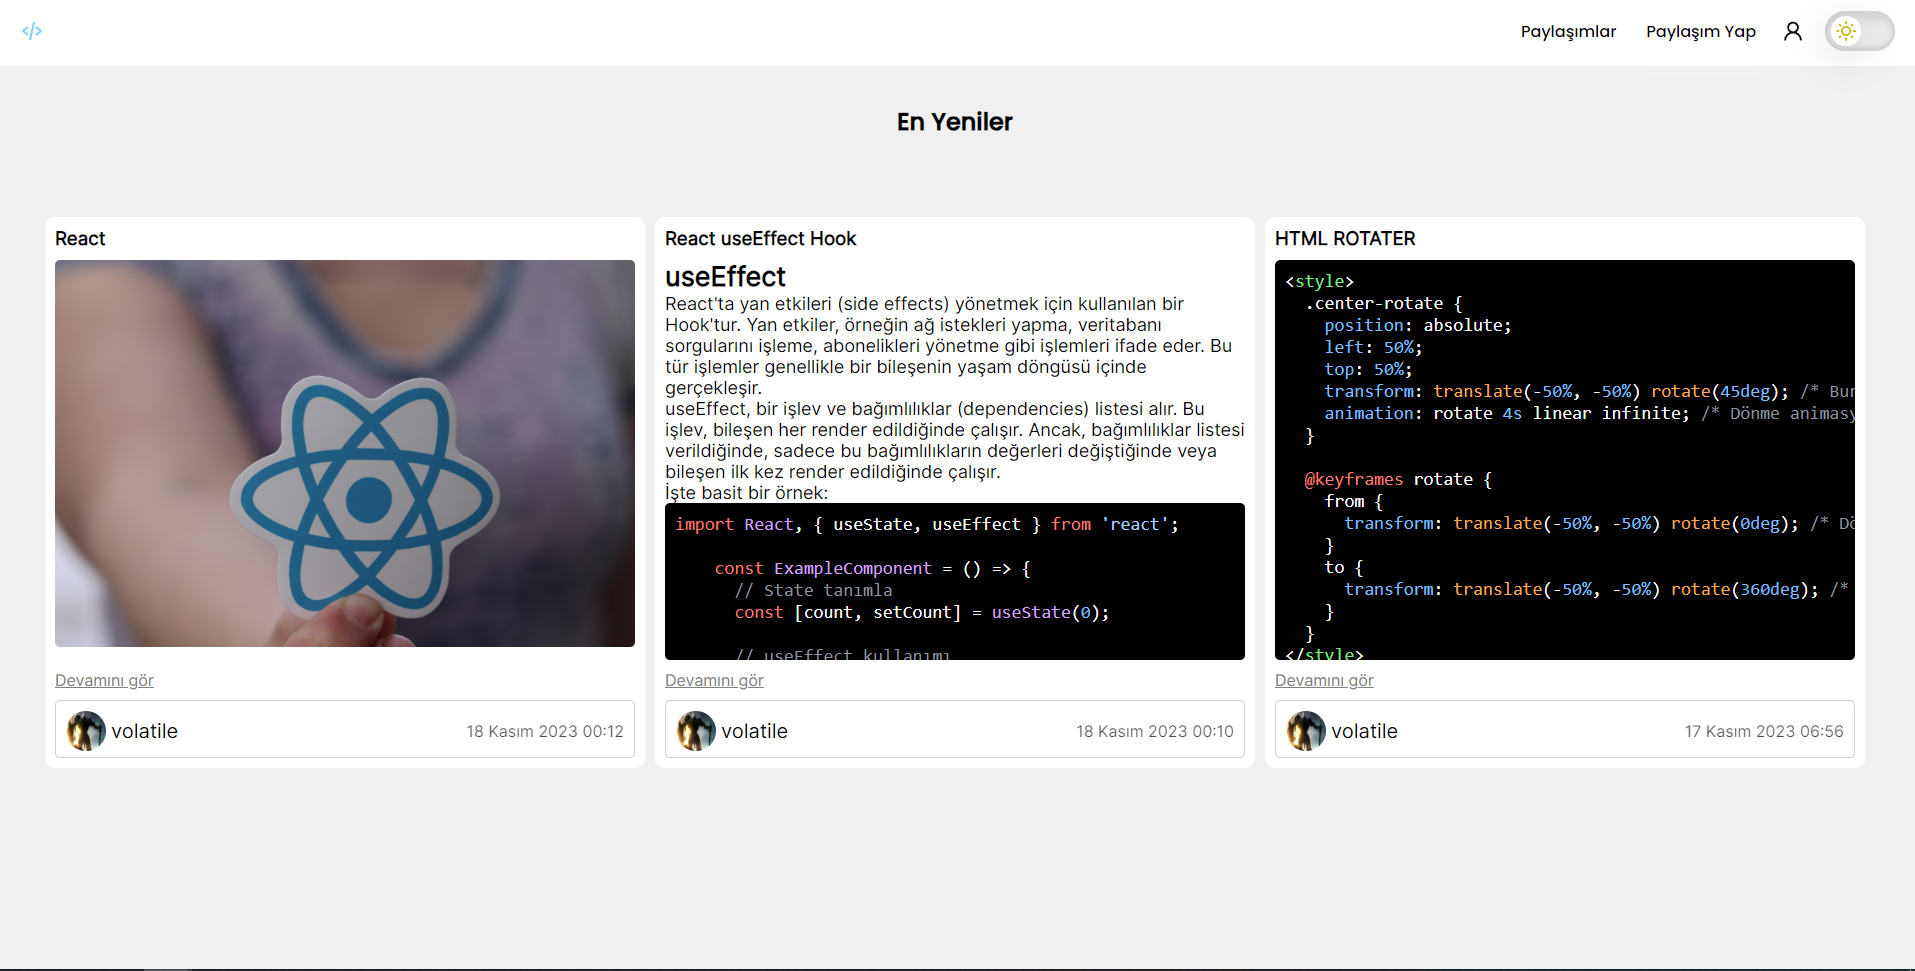 </>
Paylaşımlar
Paylaşım Yap
En Yeniler
React
Devamını gör
volatile
18 Kasım 2023 00:12
React useEffect Hook
useEffect
React'ta yan etkileri (side effects) yönetmek için kullanılan bir
Hook'tur. Yan etkiler, örneğin ağ istekleri yapma, veritabanı
sorgularını işleme, abonelikleri yönetme gibi işlemleri ifade eder. Bu
tür işlemler genellikle bir bileşenin yaşam döngüsü içinde
gerçekleşir.
useEffect, bir işlev ve bağımlılıklar (dependencies) listesi alır. Bu
işlev, bileşen her render edildiğinde çalışır. Ancak, bağımlılıklar listesi
verildiğinde, sadece bu bağımlılıkların değerleri değiştiğinde veya
bileşen ilk kez render edildiğinde çalışır.
İşte basit bir örnek:
import React, { useState, useEffect } from 'react';
const ExampleComponent = () => {
// State tanımla
const [count, setCount] = useState(0);
// useEffect kullanımı
Devamını gör
volatile
18 Kasım 2023 00:10
HTML ROTATER
<style>
.center-rotate {
position: absolute;
left: 50%;
top: 50%;
transform: translate(-50%, -50%) rotate(45deg); /* Bur
animation: rotate 4s linear infinite; /* Dönme animasy
}
@keyframes rotate {
from {
transform: translate(-50%, -50%) rotate(0deg); /* Dö
}
to {
transform: translate(-50%, -50%) rotate(360deg); /*
}
}
</style>
Devamını gör
volatile
17 Kasım 2023 06:56